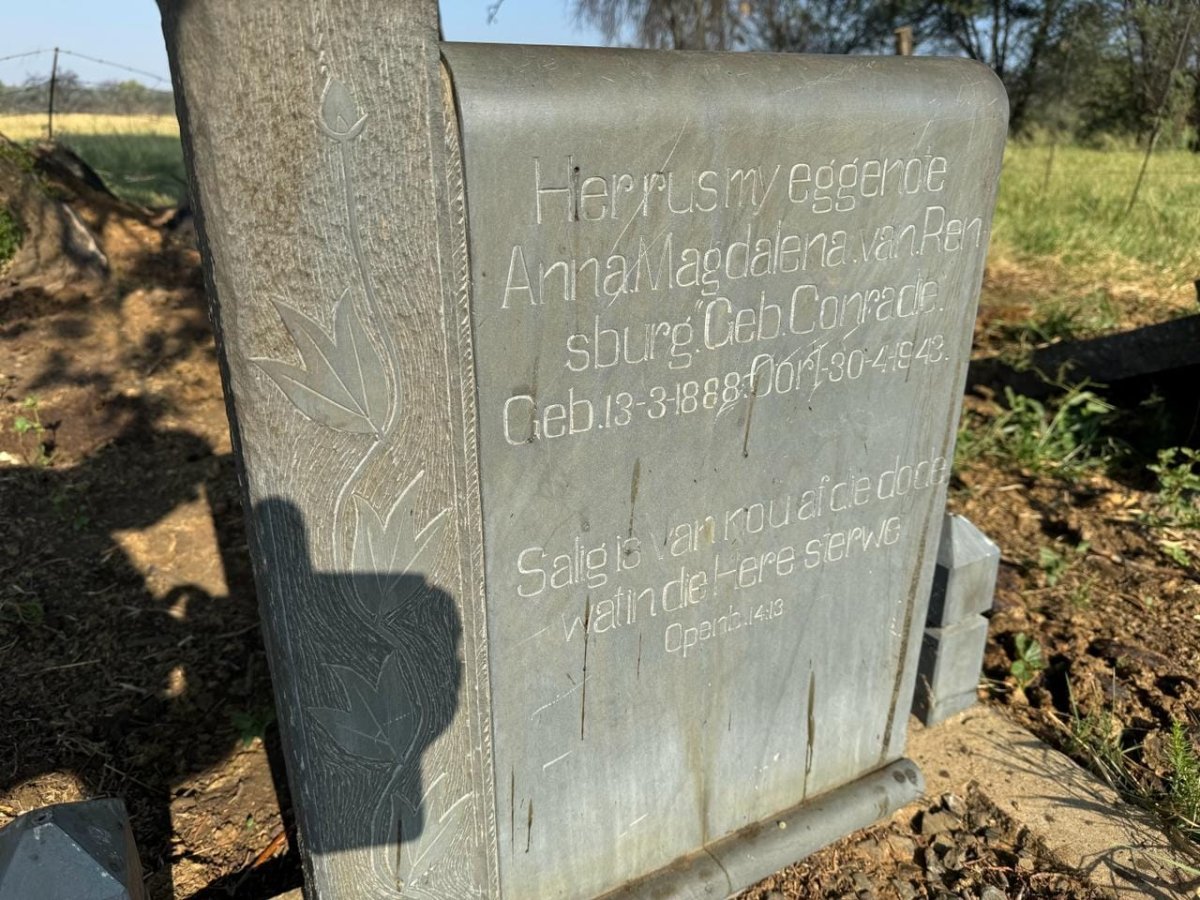 Hier rus my eggenote
Anna.Magdalena.van.Ren
sburg."Geb.Conradie".
Geb.13-3-1888.Oorl-30-4-1943.
Salig is van nou af die dode
wat in die Here sterwe
Openb.14:13